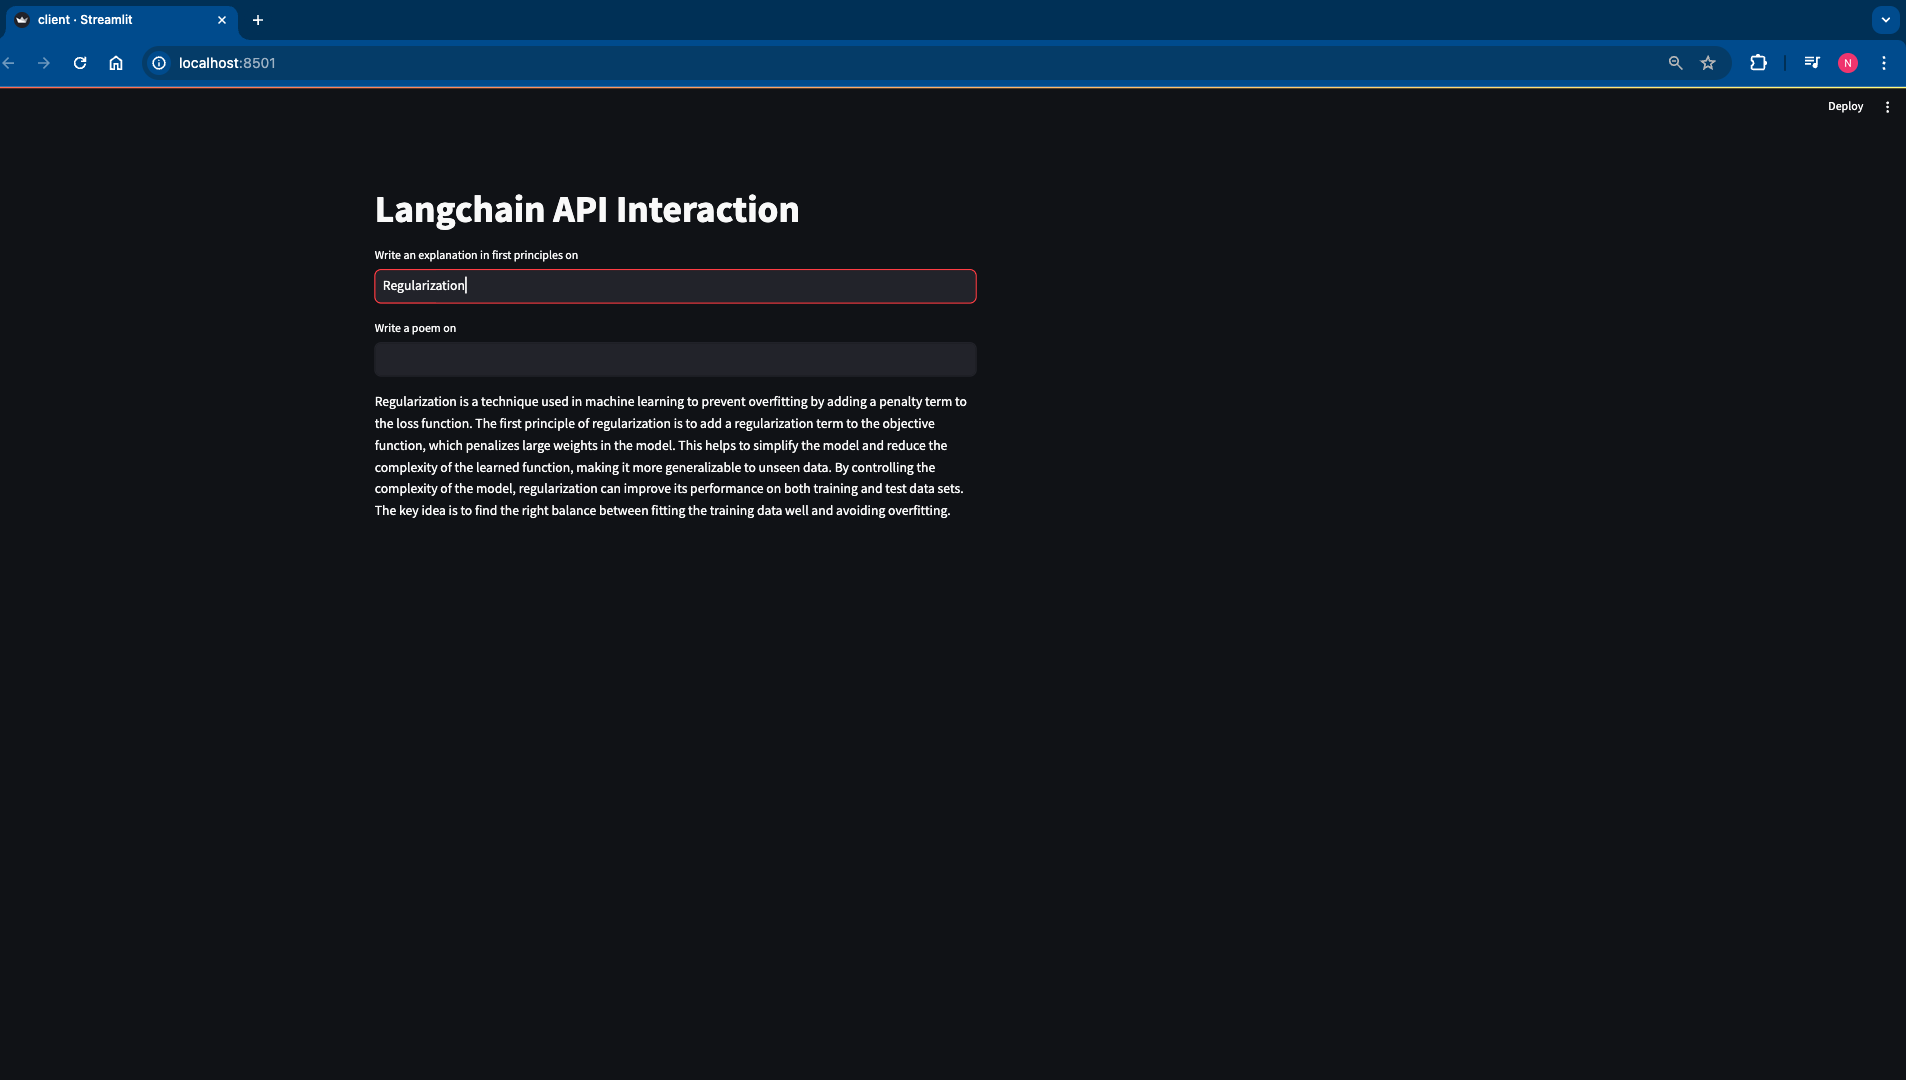 client · Streamlit
localhost:8501
N
Deploy
Langchain API Interaction
Write an explanation in first principles on
Regularization
Write a poem on
Regularization is a technique used in machine learning to prevent overfitting by adding a penalty term to
the loss function. The first principle of regularization is to add a regularization term to the objective
function, which penalizes large weights in the model. This helps to simplify the model and reduce the
complexity of the learned function, making it more generalizable to unseen data. By controlling the
complexity of the model, regularization can improve its performance on both training and test data sets.
The key idea is to find the right balance between fitting the training data well and avoiding overfitting.